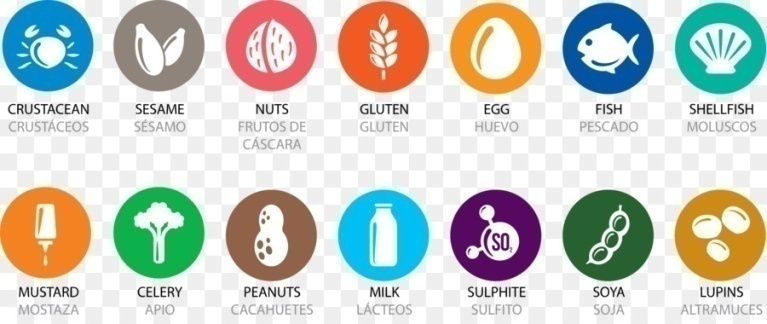 CRUSTACEAN SESAME NUTS GLUTEN EGG FISH SHELLFISH
CRUSTÁCEOS SÉSAMO FRUTOS DE GLUTEN HUEVO PESCADO MOLUSCOS
CÁSCARA
SO₂
MUSTARD CELERY PEANUTS MILK SULPHITE SOYA LUPINS
MOSTAZA APIO CACAHUETES LÁCTEOS SULFITO SOJA ALTRAMUCES